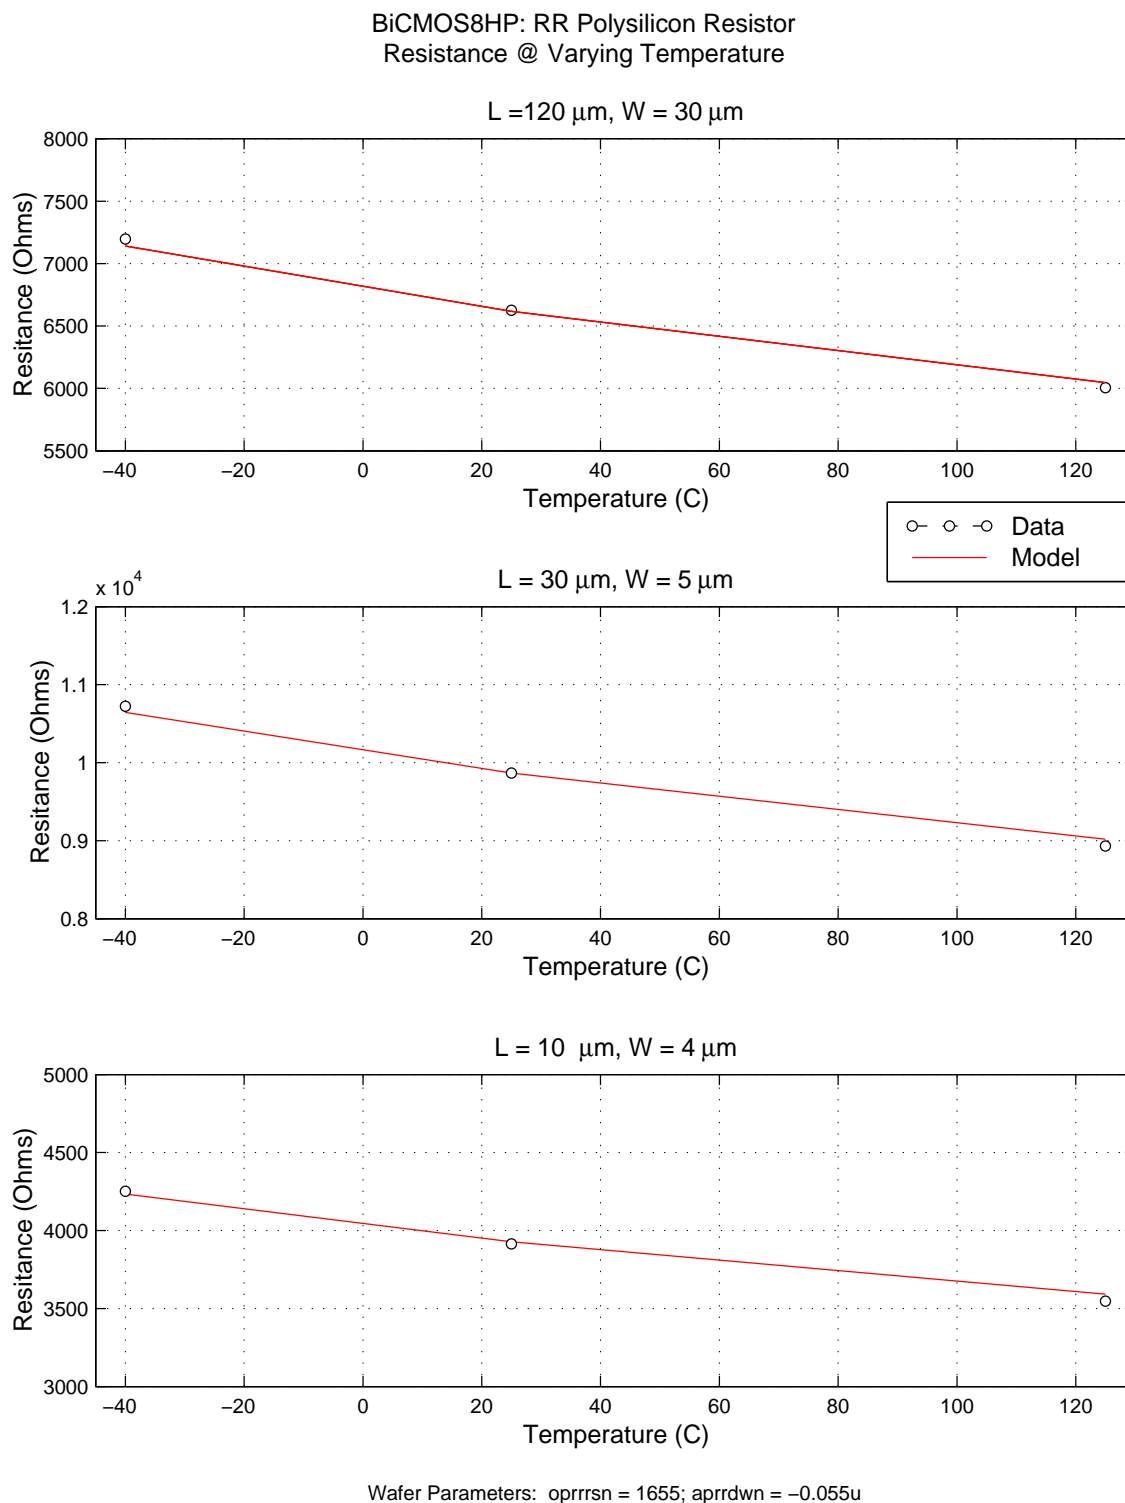 BiCMOS8HP: RR Polysilicon Resistor
Resistance @ Varying Temperature
L =120 μm, W = 30 μm
8000
7500
7000
6500
6000
5500
Resitance (Ohms)
−40 −20 0 20 40 60 80 100 120
Temperature (C)
Data
Model
x 10^4
L = 30 μm, W = 5 μm
1.2
1.1
1
0.9
0.8
Resitance (Ohms)
−40 −20 0 20 40 60 80 100 120
Temperature (C)
L = 10 μm, W = 4 μm
5000
4500
4000
3500
3000
Resitance (Ohms)
−40 −20 0 20 40 60 80 100 120
Temperature (C)
Wafer Parameters: oprrrsn = 1655; aprrdwn = −0.055u